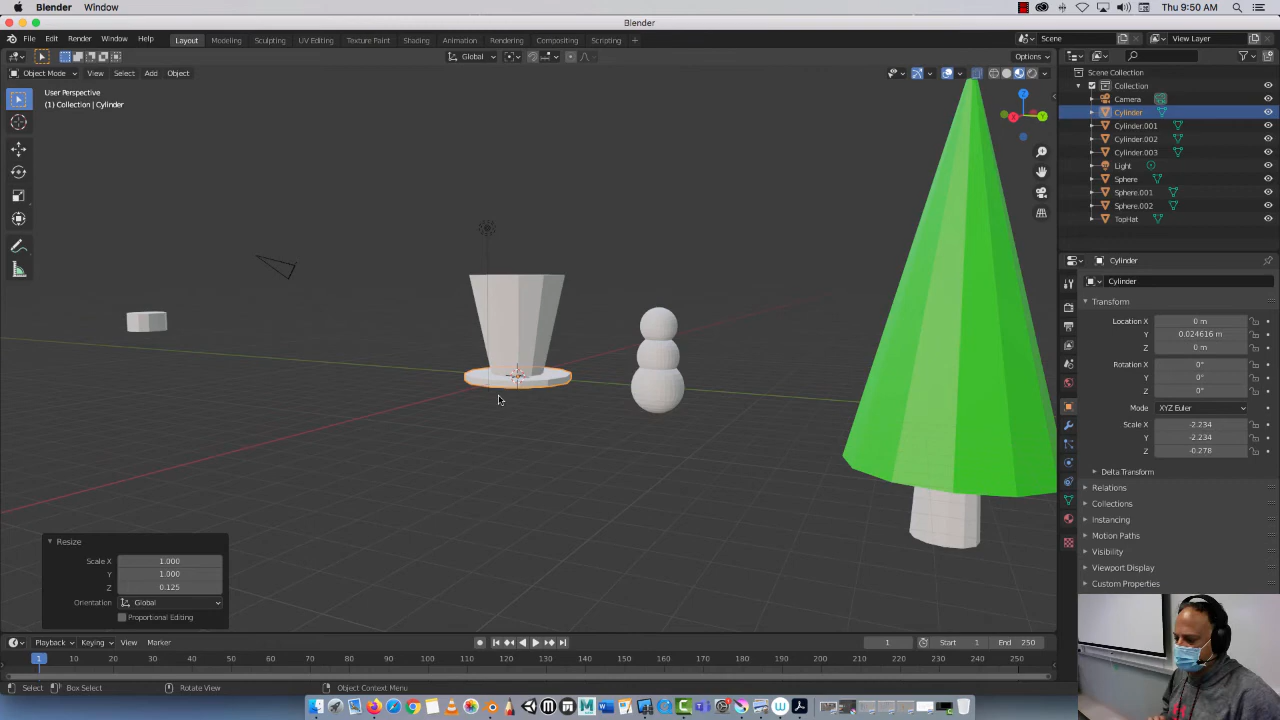 Blender Window Thu 9:50 AM
Blender
File Edit Render Window Help Layout Modeling Sculpting UV Editing Texture Paint Shading Animation Rendering Compositing Scripting + Scene View Layer
Global Options
Object Mode View Select Add Object
User Perspective
(1) Collection | Cylinder
Z
X
Y
Scene Collection
Collection
Camera
Cylinder
Cylinder.001
Cylinder.002
Cylinder.003
Light
Sphere
Sphere.001
Sphere.002
TopHat
Cylinder
Cylinder
Transform
Location X 0 m
Y 0.024616 m
Z 0 m
Rotation X 0°
Y 0°
Z 0°
Mode XYZ Euler
Scale X -2.234
Y -2.234
Z -0.278
Delta Transform
Relations
Collections
Instancing
Motion Paths
Visibility
Viewport Display
Custom Properties
Resize
Scale X 1.000
Y 1.000
Z 0.125
Orientation Global
Proportional Editing
Playback Keying View Marker 1 Start 1 End 250
1 10 20 30 40 50 60 70 80 90 100 110 120 130 140 150 160 170 180 190 200 210 220 230 240 250
Select Box Select Rotate View Object Context Menu